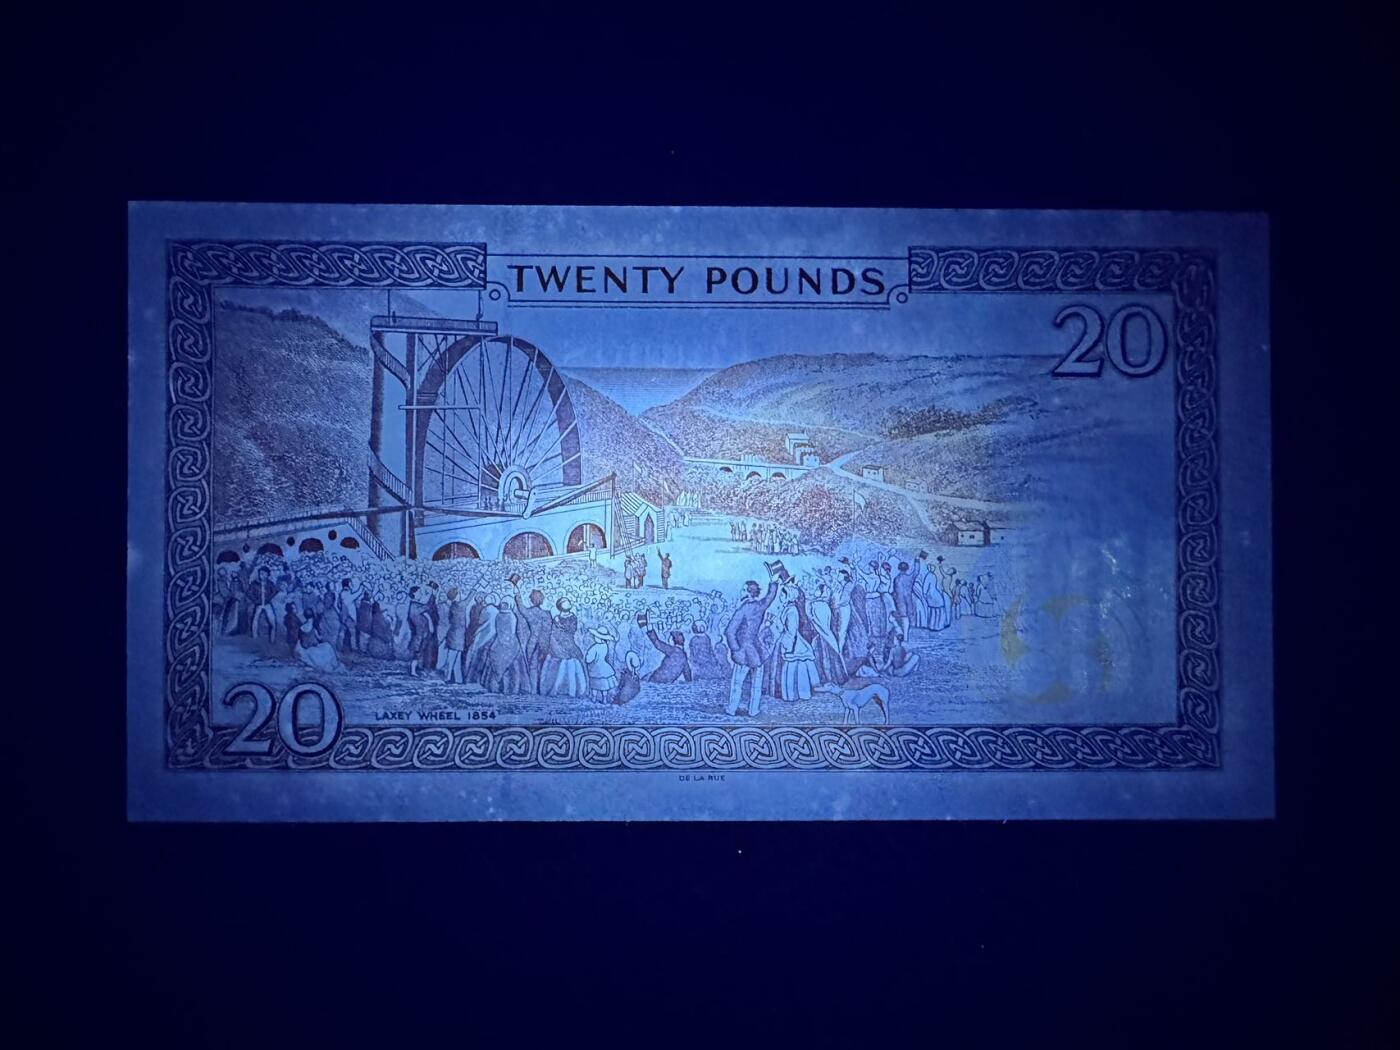 TWENTY POUNDS
20
20
LAXEY WHEEL 1854
DE LA RUE